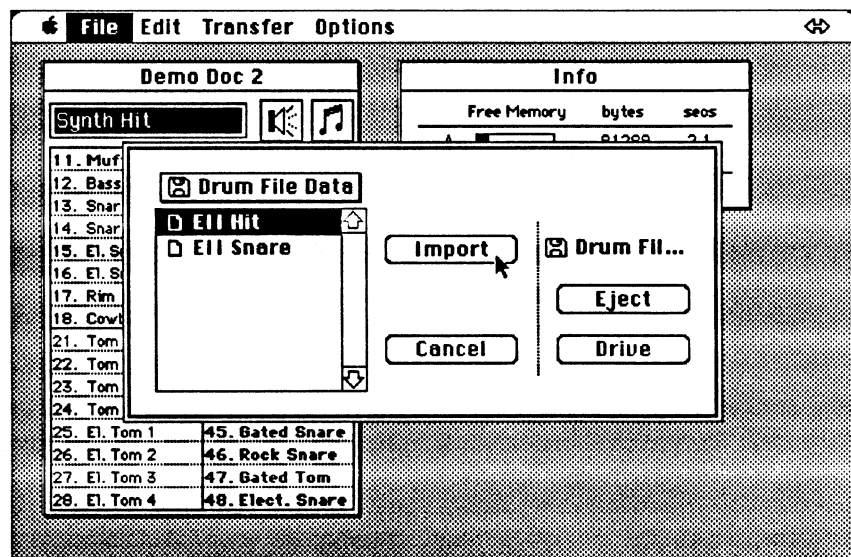 File Edit Transfer Options
Demo Doc 2
Synth Hit
11. Muf
12. Bass
13. Snar
14. Snar
15. El. S
16. El. S
17. Rim
18. Cow
21. Tom
22. Tom
23. Tom
24. Tom
25. El. Tom 1
26. El. Tom 2
27. El. Tom 3
28. El. Tom 4
45. Gated Snare
46. Rock Snare
47. Gated Tom
48. Elect. Snare
Info
Free Memory bytes secs
Drum File Data
EII Hit
EII Snare
Import
Cancel
Drum Fil...
Eject
Drive